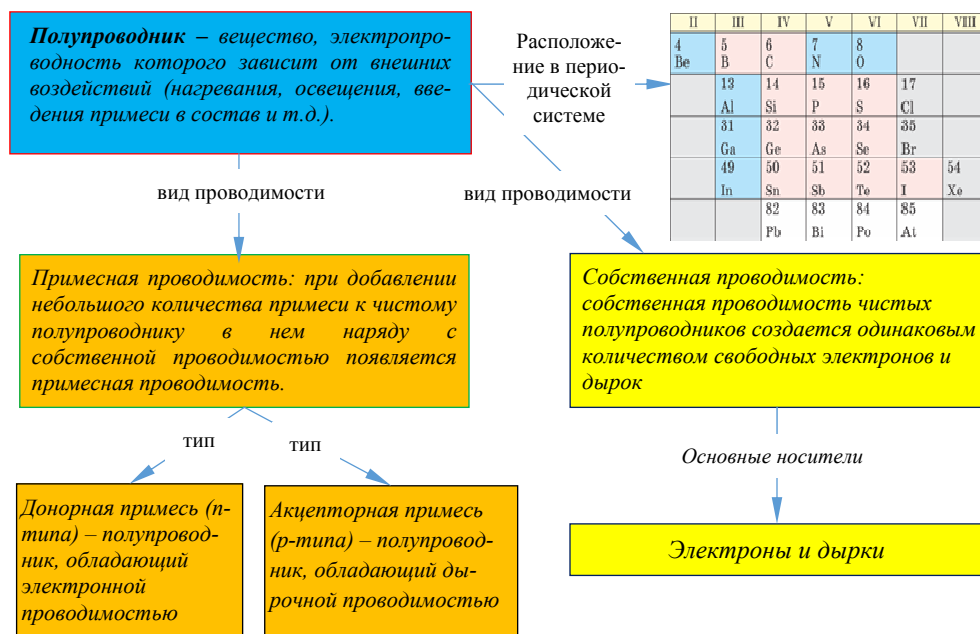 Полупроводник – вещество, электропро-
водность которого зависит от внешних
воздействий (нагревания, освещения, вве-
дения примеси в состав и т.д.).
Расположе-
ние в перио-
дической
системе
II III IV V VI VII VIII
4 5 6 7 8
Be B C N O
13 14 15 16 17
Al Si P S Cl
31 32 33 34 35
Ga Ge As Se Br
49 50 51 52 53 54
In Sn Sb Te I Xe
82 83 84 85
Pb Bi Po At
вид проводимости
вид проводимости
Примесная проводимость: при добавлении
небольшого количества примеси к чистому
полупроводнику в нем наряду с
собственной проводимостью появляется
примесная проводимость.
Собственная проводимость:
собственная проводимость чистых
полупроводников создается одинаковым
количеством свободных электронов и
дырок
тип
тип
Основные носители
Донорная примесь (n-
типа) – полупровод-
ник, обладающий
электронной
проводимостью
Акцепторная примесь
(p-типа) – полупровод-
ник, обладающий ды-
рочной проводимостью
Электроны и дырки